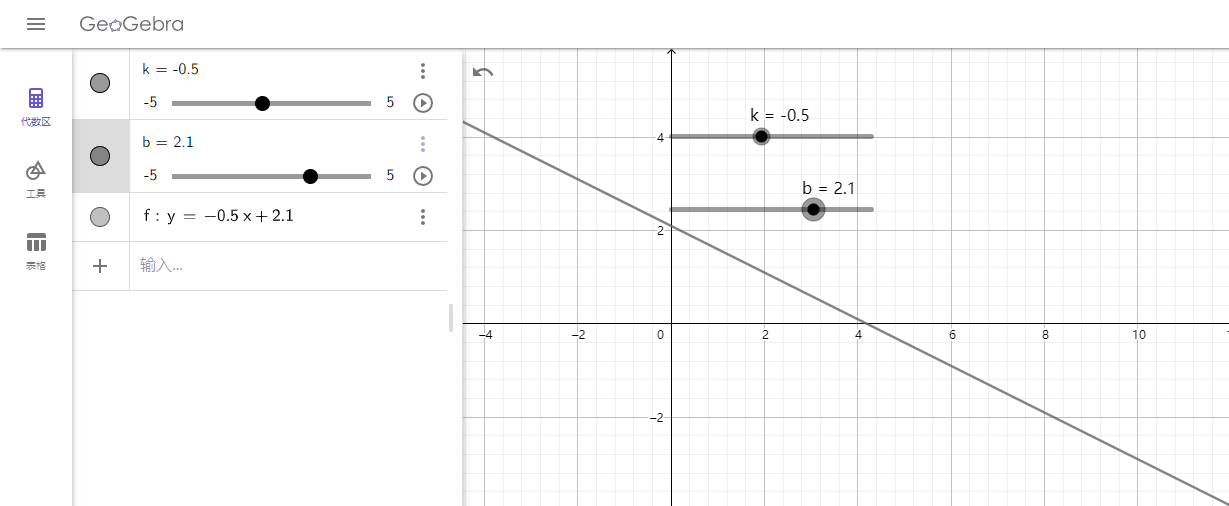 GeoGebra
代数区
工具
表格
k = -0.5
-5 5
b = 2.1
-5 5
f : y = −0.5 x + 2.1
输入...
k = -0.5
b = 2.1
4
2
−2
−4 −2 0 2 4 6 8 10